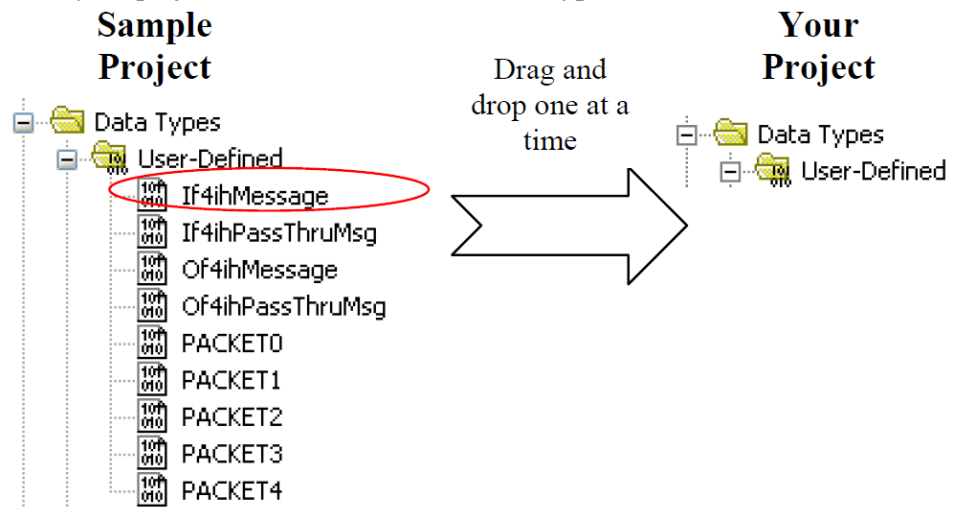 Sample
Project
Your
Project
Drag and
drop one at a
time
Data Types
User-Defined
If4ihMessage
If4ihPassThruMsg
Of4ihMessage
Of4ihPassThruMsg
PACKET0
PACKET1
PACKET2
PACKET3
PACKET4
Data Types
User-Defined